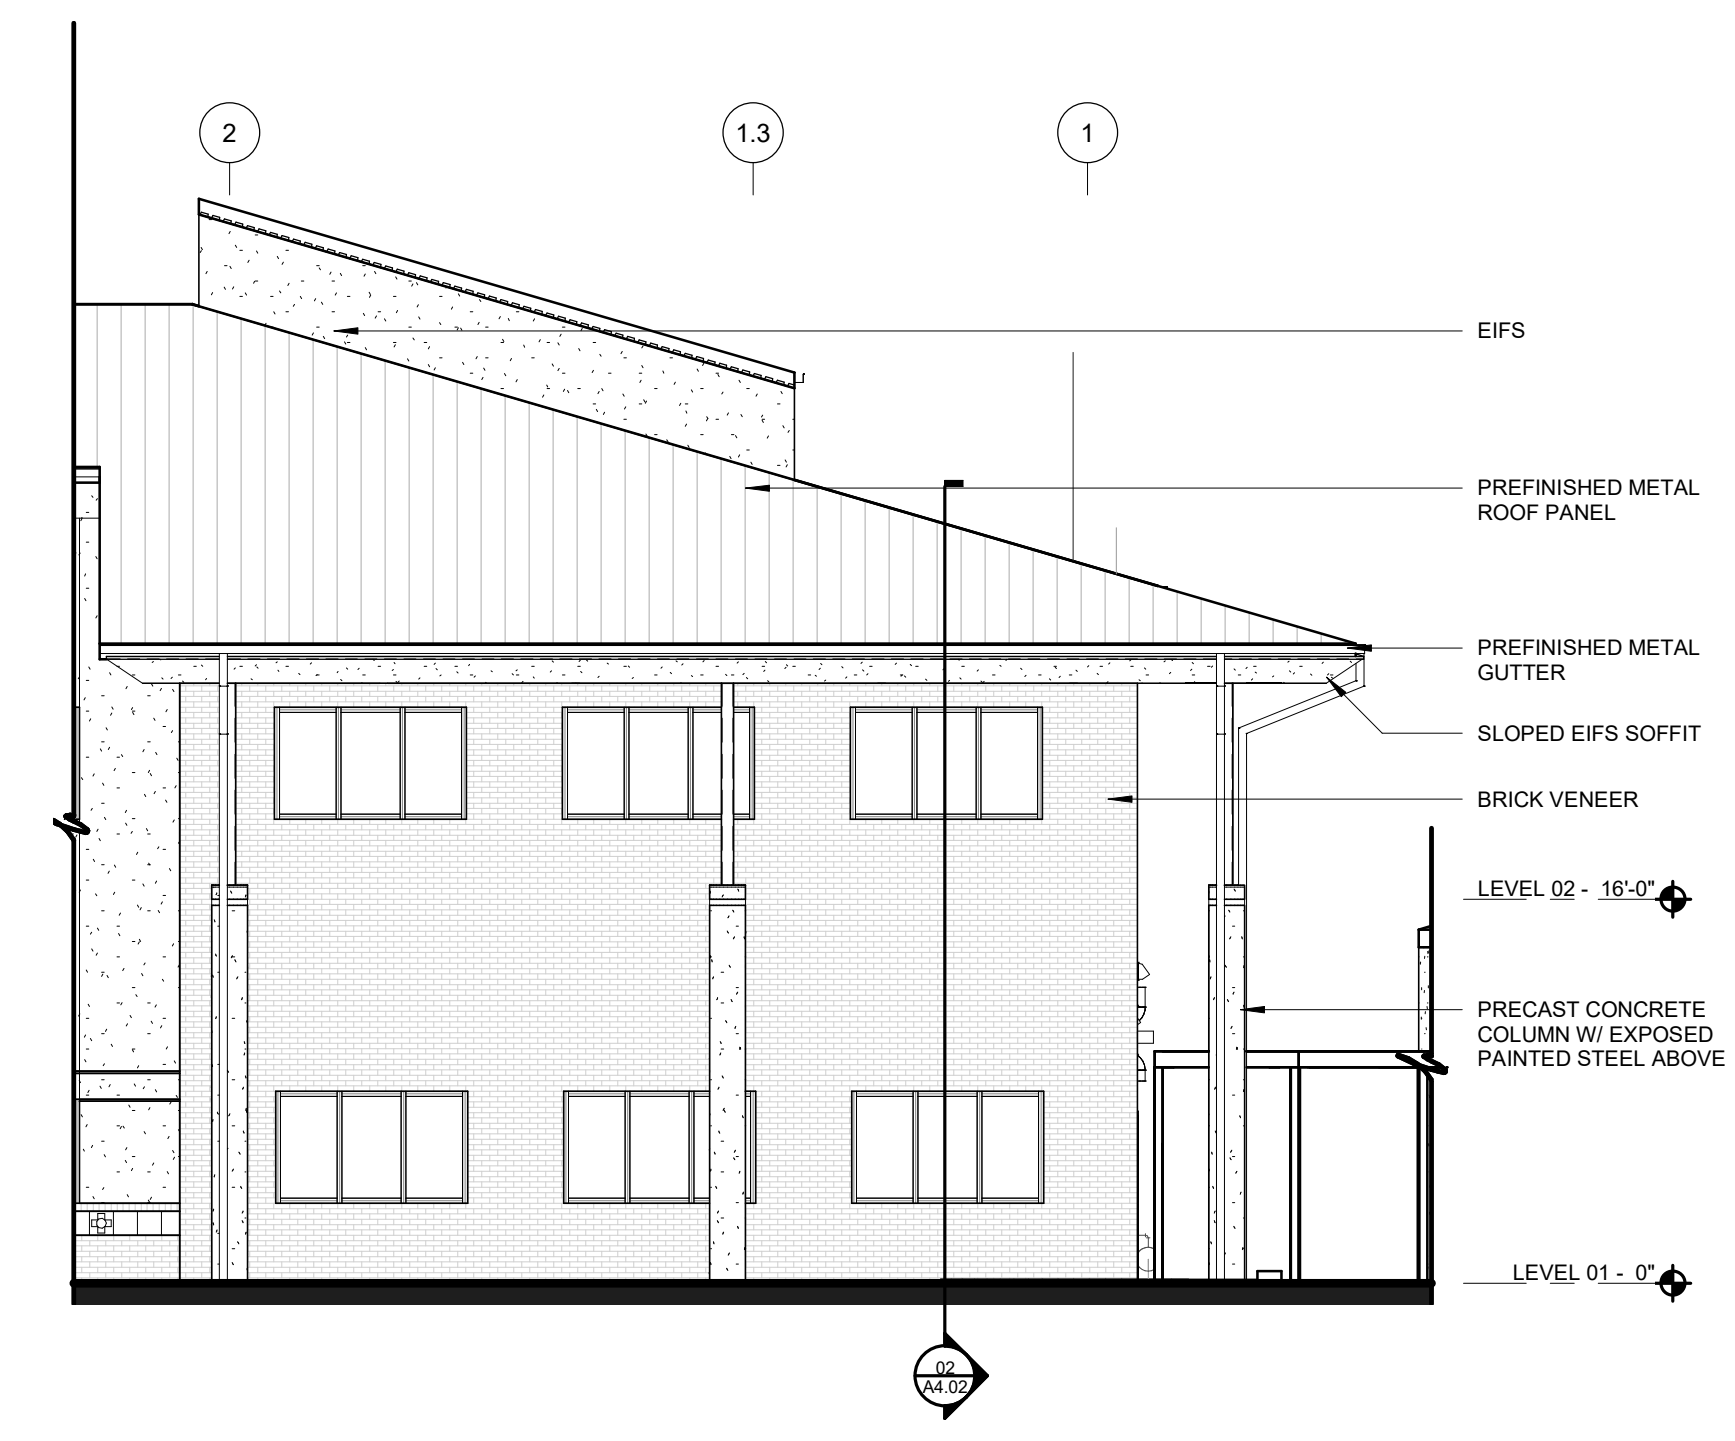 2
1.3
1
EIFS
PREFINISHED METAL
ROOF PANEL
PREFINISHED METAL
GUTTER
SLOPED EIFS SOFFIT
BRICK VENEER
LEVEL 02 - 16'-0"
PRECAST CONCRETE
COLUMN W/ EXPOSED
PAINTED STEEL ABOVE
LEVEL 01 - 0"
02
A4.02